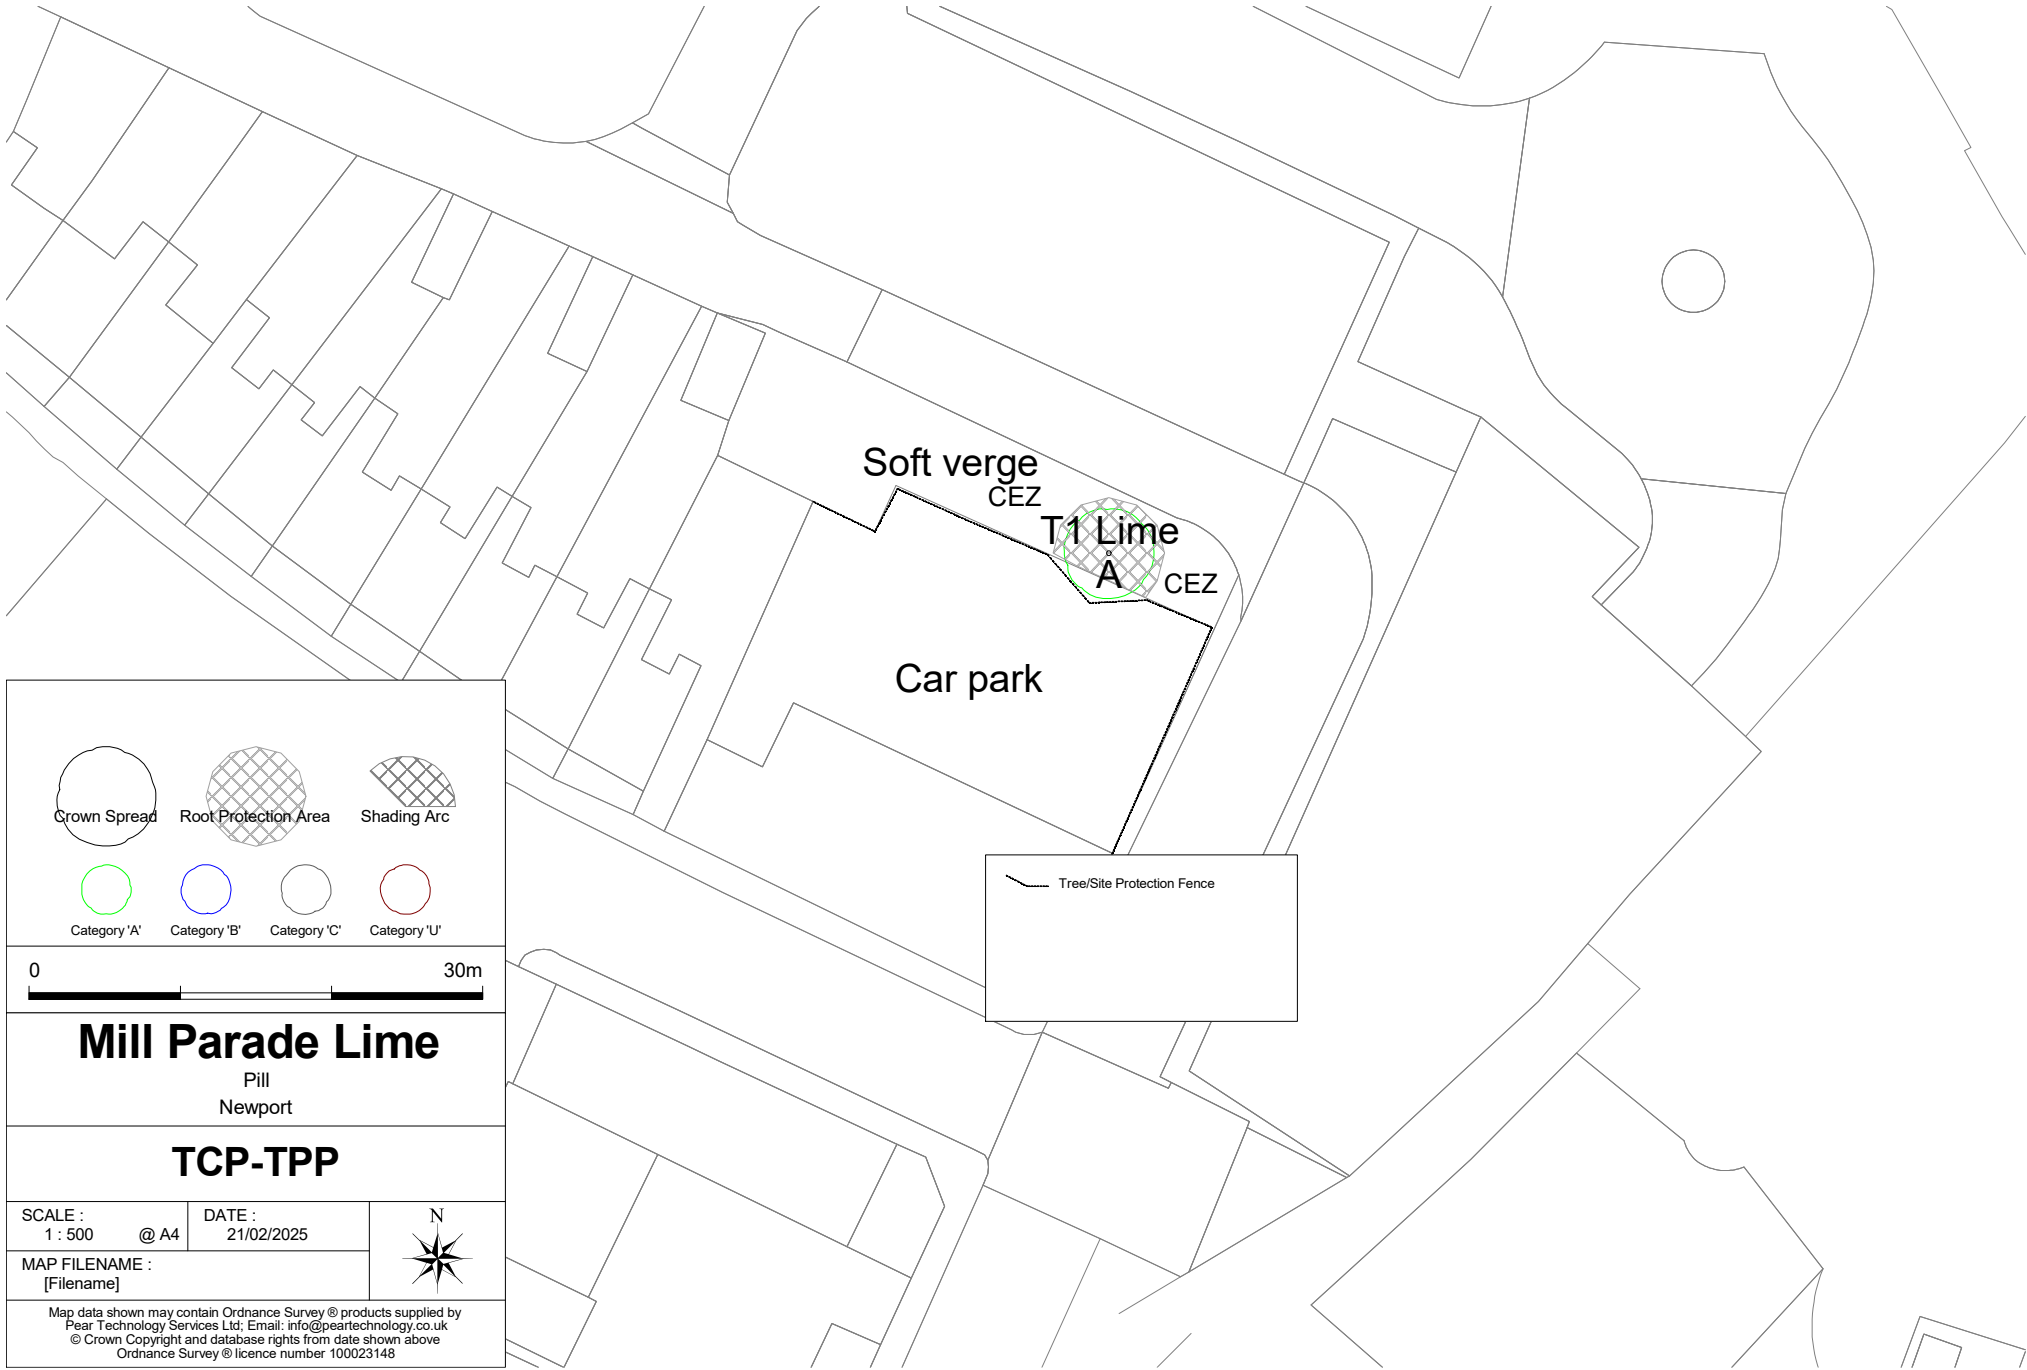 Soft verge
CEZ
T1 Lime
A
CEZ
Car park
Crown Spread
Root Protection Area
Shading Arc
Category 'A'
Category 'B'
Category 'C'
Category 'U'
Tree/Site Protection Fence
0
30m
Mill Parade Lime
Pill
Newport
TCP-TPP
SCALE :
1 : 500 @ A4
DATE :
21/02/2025
N
MAP FILENAME :
[Filename]
Map data shown may contain Ordnance Survey ® products supplied by
Pear Technology Services Ltd; Email: info@peartechnology.co.uk
© Crown Copyright and database rights from date shown above
Ordnance Survey ® licence number 100023148